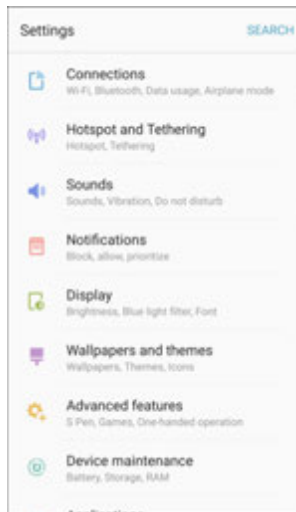 Settings SEARCH
Connections
Wi-Fi, Bluetooth, Data usage, Airplane mode
Hotspot and Tethering
Hotspot, Tethering
Sounds
Sounds, Vibration, Do not disturb
Notifications
Block, allow, prioritize
Display
Brightness, Blue light filter, Font
Wallpapers and themes
Wallpapers, Themes, Icons
Advanced features
S Pen, Games, One-handed operation
Device maintenance
Battery, Storage, RAM